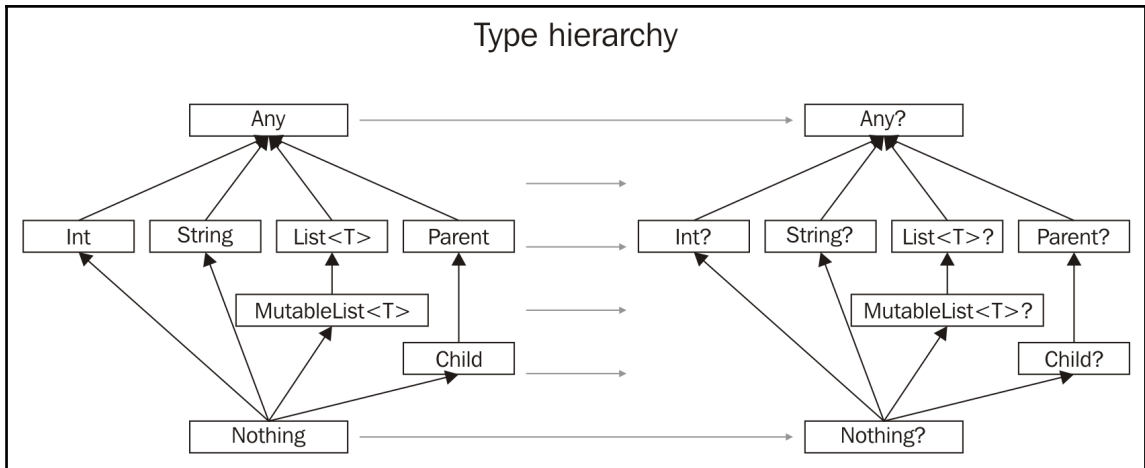 Type hierarchy
Any
Any?
Int
String
List<T>
Parent
Int?
String?
List<T>?
Parent?
MutableList<T>
MutableList<T>?
Child
Child?
Nothing
Nothing?